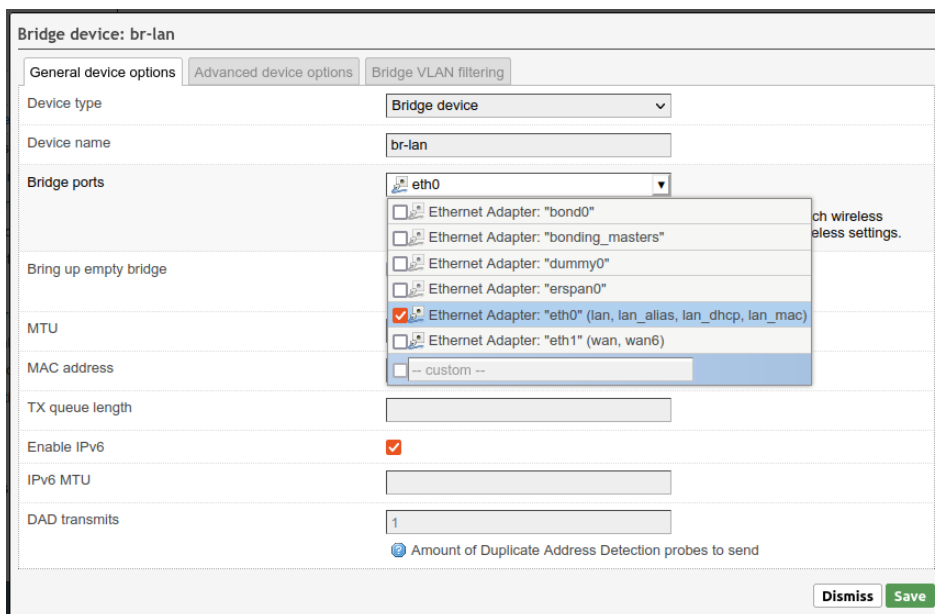 Bridge device: br-lan
General device options Advanced device options Bridge VLAN filtering
Device type Bridge device
Device name br-lan
Bridge ports eth0
Ethernet Adapter: "bond0"
ch wireless
Ethernet Adapter: "bonding_masters"
eless settings.
Ethernet Adapter: "dummy0"
Bring up empty bridge
Ethernet Adapter: "erspan0"
Ethernet Adapter: "eth0" (lan, lan_alias, lan_dhcp, lan_mac)
MTU
Ethernet Adapter: "eth1" (wan, wan6)
MAC address
-- custom --
TX queue length
Enable IPv6
IPv6 MTU
DAD transmits 1
Amount of Duplicate Address Detection probes to send
Dismiss Save